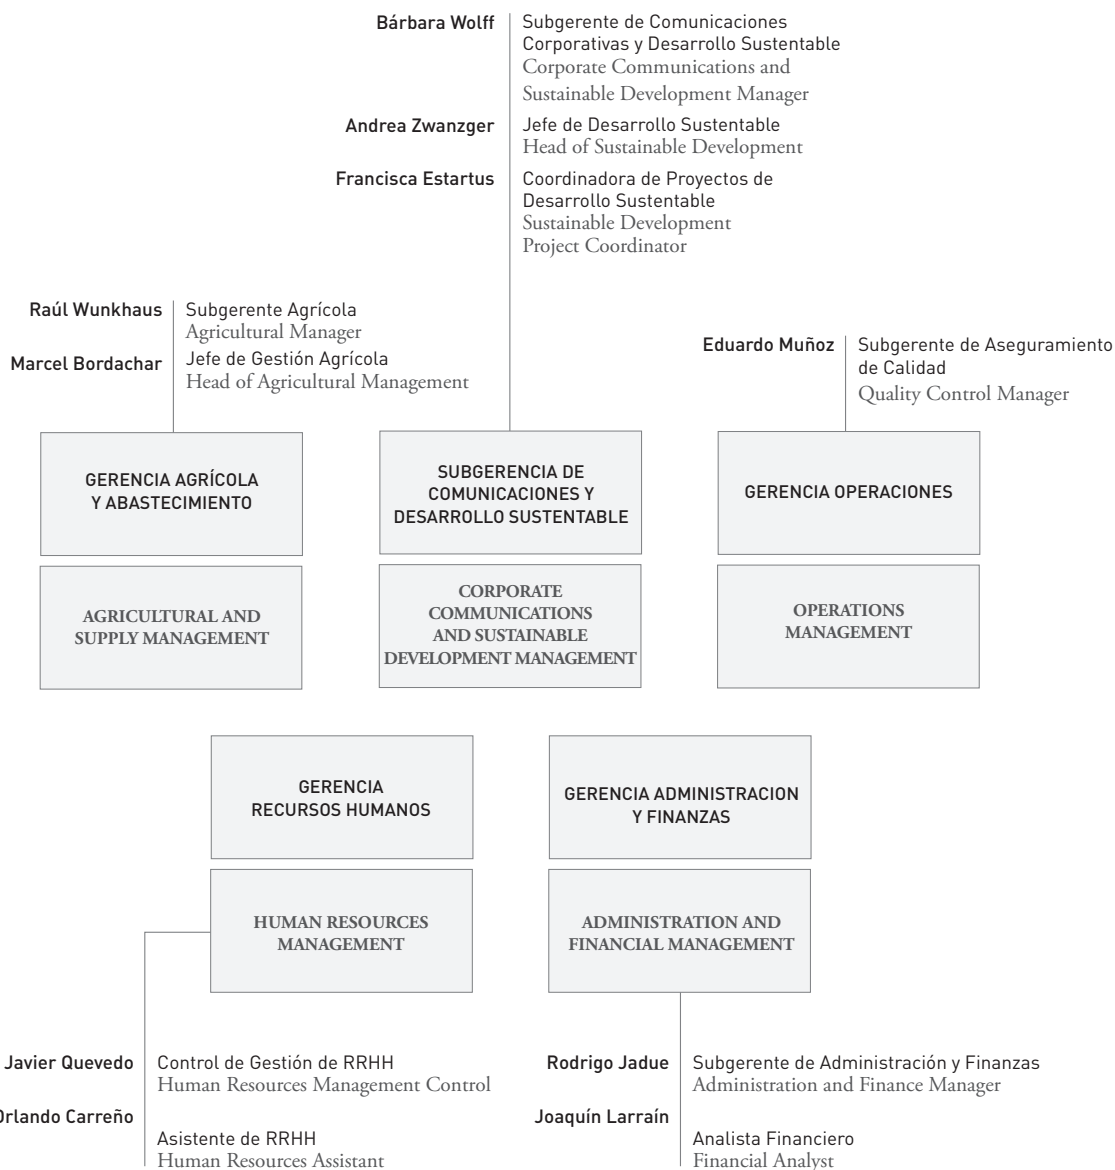 Bárbara Wolff
Subgerente de Comunicaciones
Corporativas y Desarrollo Sustentable
Corporate Communications and
Sustainable Development Manager
Andrea Zwanzger
Jefe de Desarrollo Sustentable
Head of Sustainable Development
Francisca Estartus
Coordinadora de Proyectos de
Desarrollo Sustentable
Sustainable Development
Project Coordinator
Raúl Wunkhaus
Subgerente Agrícola
Agricultural Manager
Marcel Bordachar
Jefe de Gestión Agrícola
Head of Agricultural Management
Eduardo Muñoz
Subgerente de Aseguramiento
de Calidad
Quality Control Manager
GERENCIA AGRÍCOLA
Y ABASTECIMIENTO
AGRICULTURAL AND
SUPPLY MANAGEMENT
SUBGERENCIA DE
COMUNICACIONES Y
DESARROLLO SUSTENTABLE
CORPORATE
COMMUNICATIONS
AND SUSTAINABLE
DEVELOPMENT MANAGEMENT
GERENCIA OPERACIONES
OPERATIONS
MANAGEMENT
GERENCIA
RECURSOS HUMANOS
HUMAN RESOURCES
MANAGEMENT
GERENCIA ADMINISTRACION
Y FINANZAS
ADMINISTRATION AND
FINANCIAL MANAGEMENT
Javier Quevedo
Control de Gestión de RRHH
Human Resources Management Control
Orlando Carreño
Asistente de RRHH
Human Resources Assistant
Rodrigo Jadue
Subgerente de Administración y Finanzas
Administration and Finance Manager
Joaquín Larraín
Analista Financiero
Financial Analyst